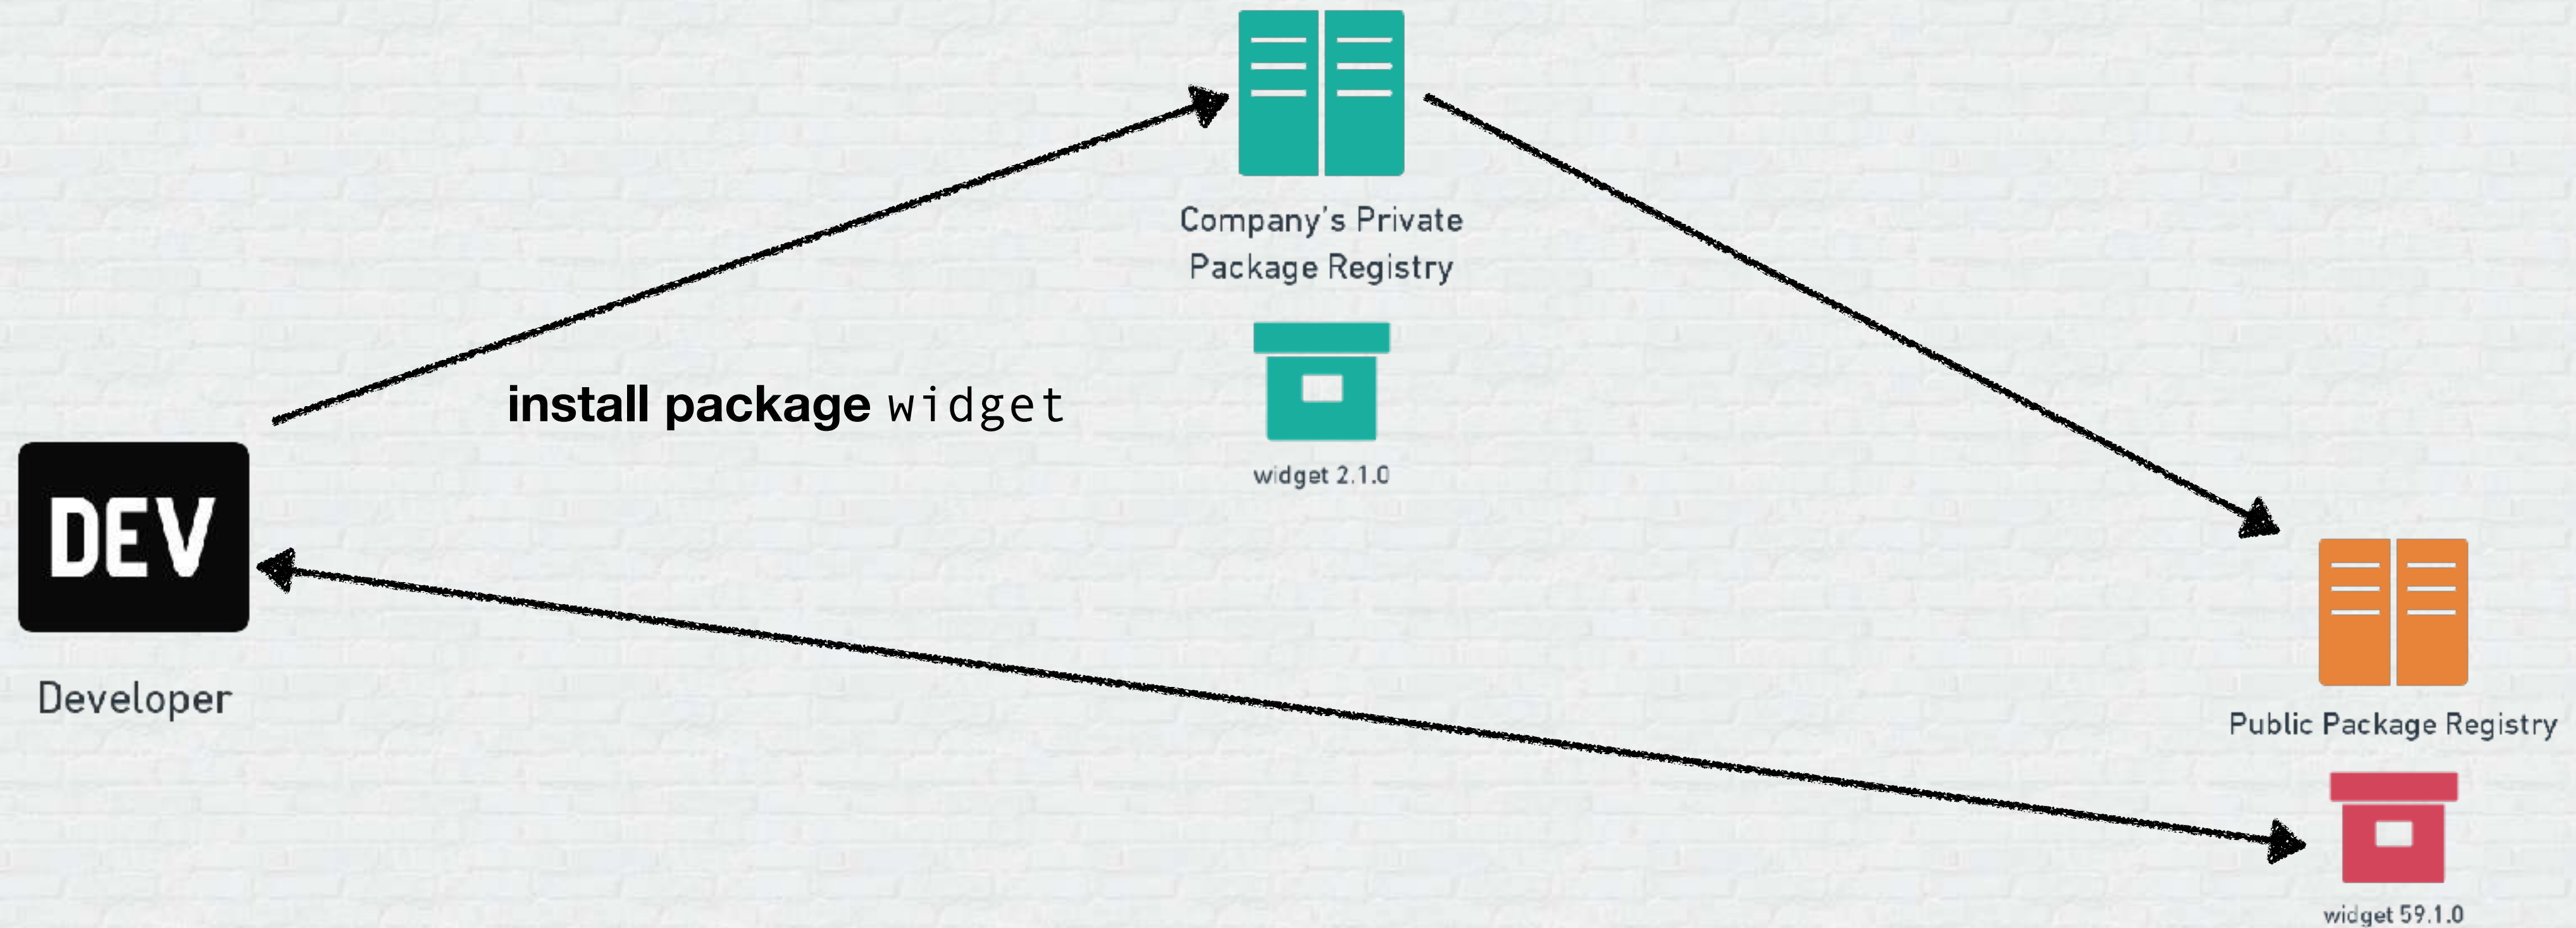 Company's Private
Package Registry
install package widget
widget 2.1.0
DEV
Developer
Public Package Registry
widget 59.1.0